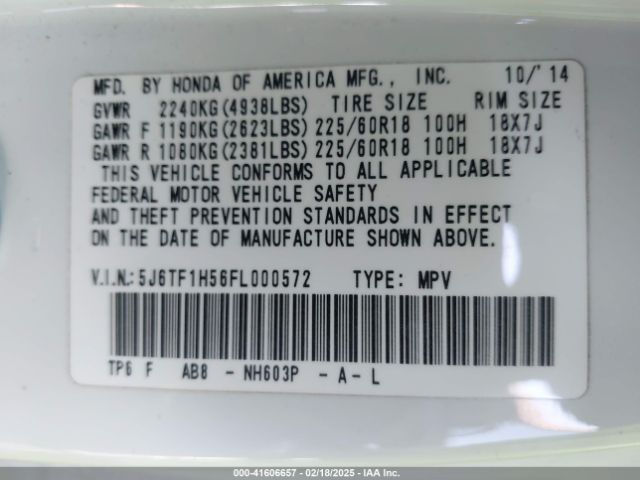 MFD. BY HONDA OF AMERICA MFG., INC. 10/'14
GVWR 2240KG(4938LBS) TIRE SIZE RIM SIZE
GAWR F 1190KG(2623LBS) 225/60R18 100H 18X7J
GAWR R 1080KG(2381LBS) 225/60R18 100H 18X7J
THIS VEHICLE CONFORMS TO ALL APPLICABLE
FEDERAL MOTOR VEHICLE SAFETY
AND THEFT PREVENTION STANDARDS IN EFFECT
ON THE DATE OF MANUFACTURE SHOWN ABOVE.
V.I.N.: 5J6TF1H56FL000572 TYPE: MPV
TP6 F AB8 - NH603P - A - L
000-41606657 - 02/18/2025 - IAA Inc.